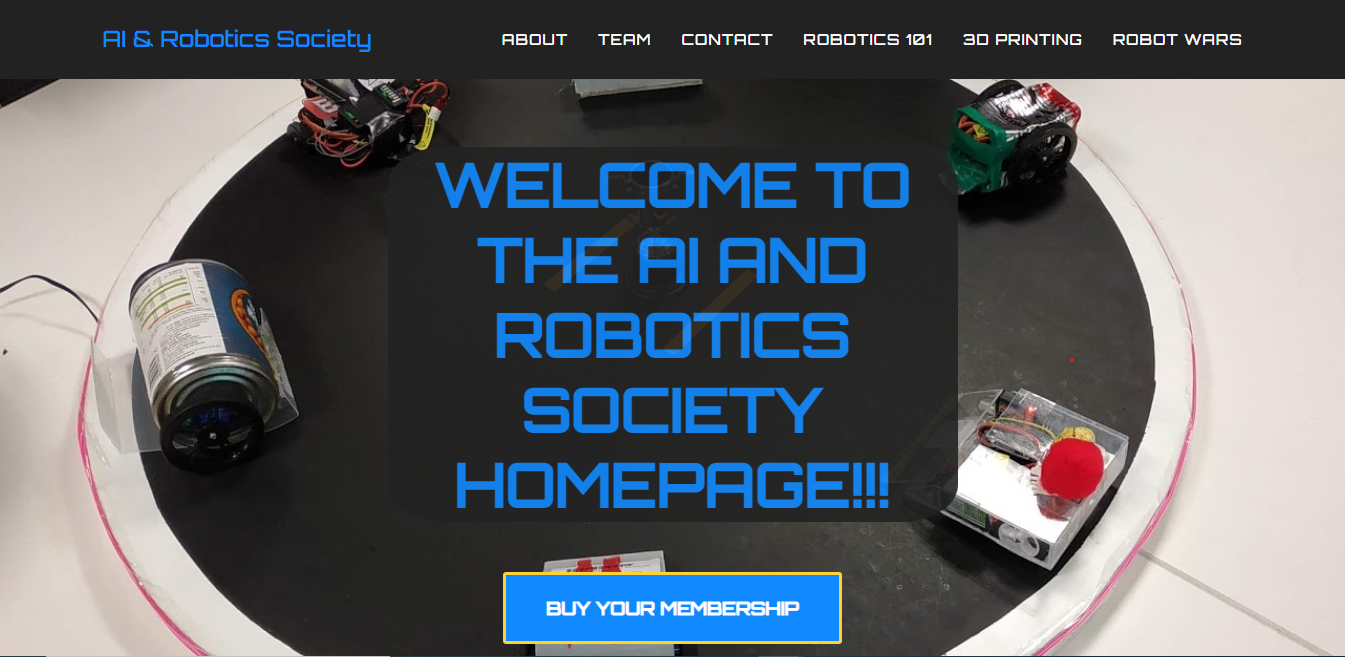 AI & Robotics Society
ABOUT TEAM CONTACT ROBOTICS 101 3D PRINTING ROBOT WARS
WELCOME TO
THE AI AND
ROBOTICS
SOCIETY
HOMEPAGE!!!
BUY YOUR MEMBERSHIP